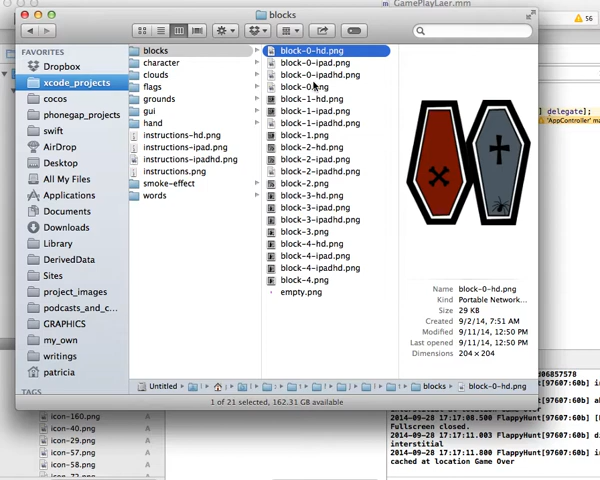 GamePlayLaer.mm
56
blocks
FAVORITES
Dropbox
xcode_projects
cocos
phonegap_projects
swift
AirDrop
Desktop
All My Files
Applications
Documents
Downloads
Library
DerivedData
Sites
project_images
podcasts_and_c...
GRAPHICS
my_own
writings
patricia
TAGS
blocks
character
clouds
flags
grounds
gui
hand
instructions-hd.png
instructions-ipad.png
instructions-ipadhd.png
instructions.png
smoke-effect
words
block-0-hd.png
block-0-ipad.png
block-0-ipadhd.png
block-0.png
block-1-hd.png
block-1-ipad.png
block-1-ipadhd.png
block-1.png
block-2-hd.png
block-2-ipad.png
block-2-ipadhd.png
block-2.png
block-3-hd.png
block-3-ipad.png
block-3-ipadhd.png
block-3.png
block-4-hd.png
block-4-ipad.png
block-4-ipadhd.png
block-4.png
empty.png
Name block-0-hd.png
Kind Portable Network...
Size 29 KB
Created 9/2/14, 7:51 AM
Modified 9/11/14, 12:50 PM
Last opened 9/11/14, 12:50 PM
Dimensions 204 × 204
] delegate];
"AppController" ma
Untitled
blocks
block-0-hd.png
1 of 21 selected, 162.31 GB available
icon-160.png A
icon-40.png A
icon-29.png A
icon-57.png A
icon-58.png A
d06857578
2014-09-28 17:17:08.500 FlappyHunt[97607:60b] [
Fullscreen closed.
2014-09-28 17:17:11.003 FlappyHunt[97607:60b] di
interstitial
2014-09-28 17:17:11.800 FlappyHunt[97607:60b] in
cached at location Game Over